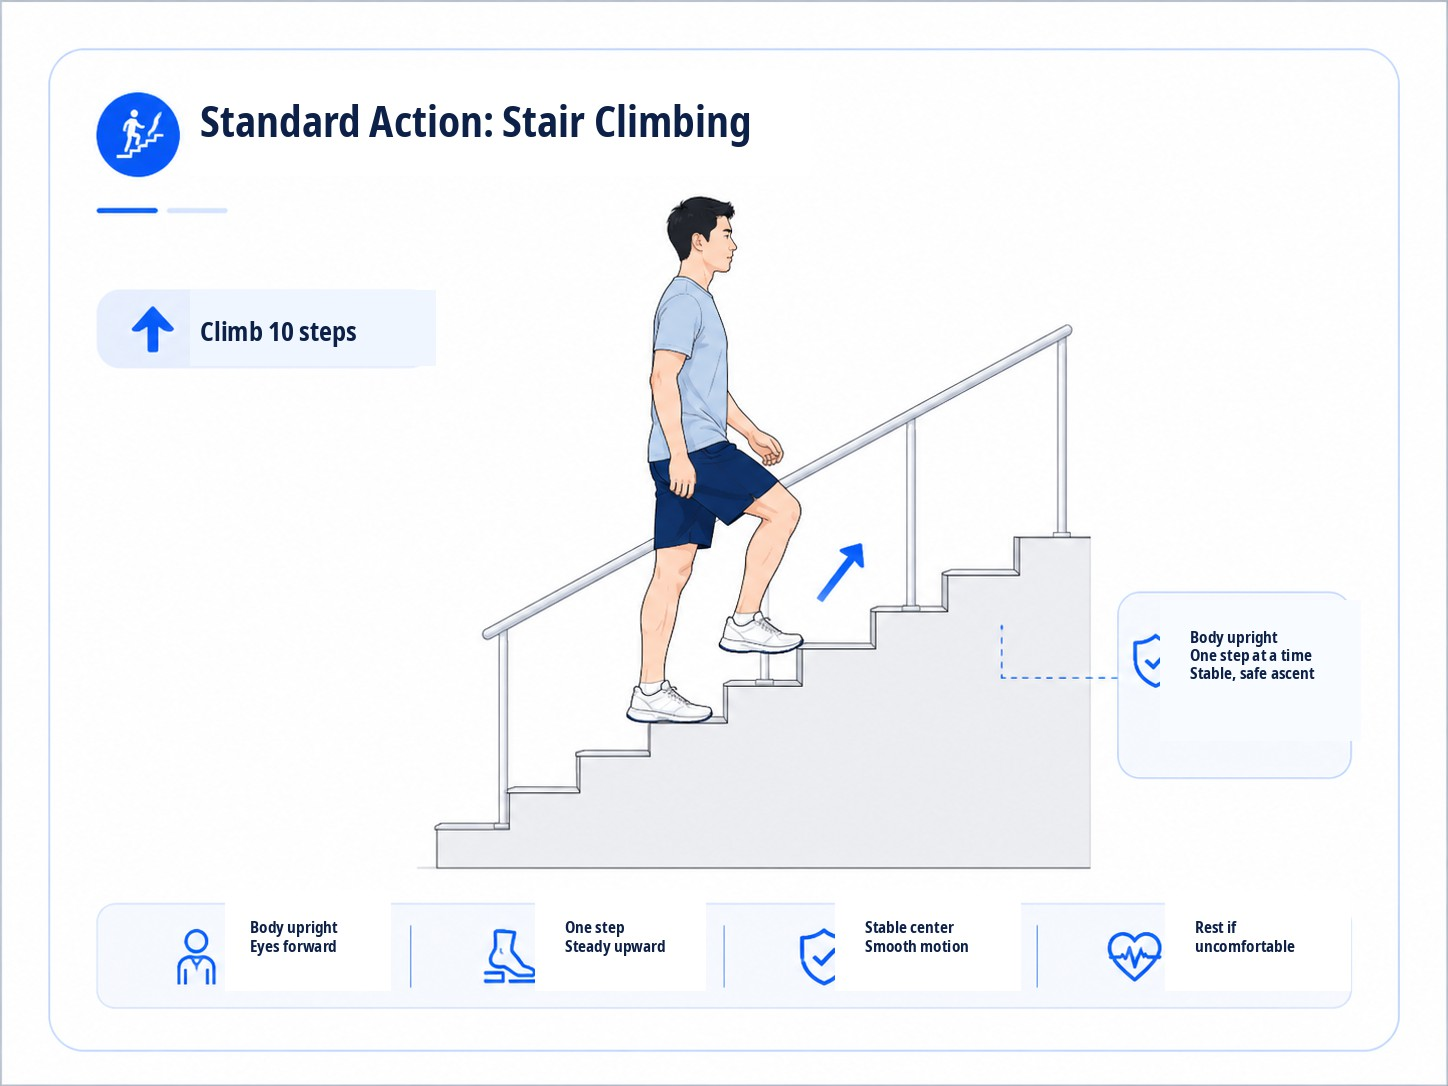 Standard Action: Stair Climbing
Climb 10 steps
Body upright
One step at a time
Stable, safe ascent
Body upright
Eyes forward
One step
Steady upward
Stable center
Smooth motion
Rest if
uncomfortable